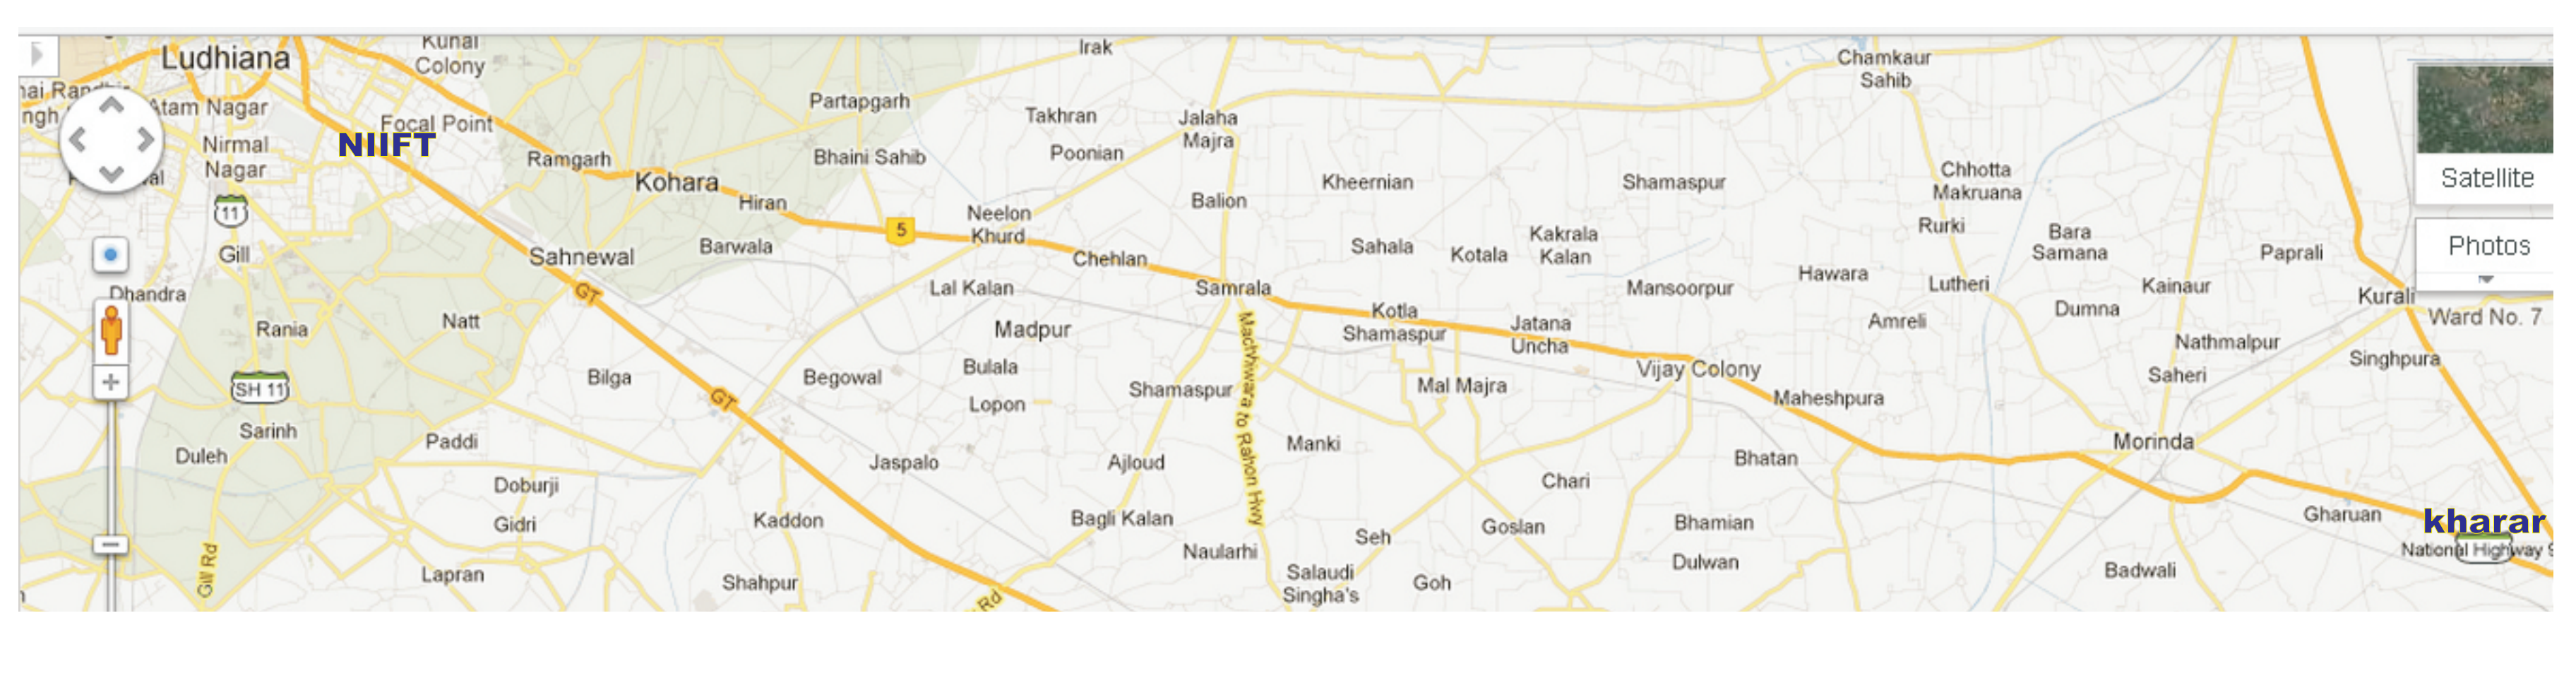 Ludhiana
Kunal
Colony
Irak
Chamkaur
Sahib
Atam Nagar
Focal Point
NIIFT
Nirmal
Nagar
Partapgarh
Takhran
Jalaha
Majra
Poonian
Bhaini Sahib
Ramgarh
Kohara
Hiran
Kheernian
Shamaspur
Chhotta
Makruana
Satellite
11
5
Neelon
Khurd
Balion
Rurki
Gill
Sahnewal
Barwala
Chehlan
Sahala
Kotala
Kakrala
Kalan
Bara
Samana
Paprali
Photos
Dhandra
GT
Lal Kalan
Samrala
Mansoorpur
Hawara
Lutheri
Kainaur
Kurali
Rania
Natt
Madpur
Kotla
Shamaspur
Jatana
Uncha
Amreli
Dumna
Ward No. 7
Nathmalpur
Singhpura
SH 11
Bilga
GT
Begowal
Bulala
Lopon
Shamaspur
Machhiwara to Rahon Hwy
Mal Majra
Vijay Colony
Maheshpura
Saheri
Sarinh
Duleh
Paddi
Jaspalo
Ajloud
Manki
Chari
Bhatan
Morinda
Doburji
Gidri
Kaddon
Bagli Kalan
Naularhi
Seh
Goslan
Bhamian
Gharuan
kharar
National Highway
Gill Rd
Lapran
Shahpur
Rd
Salaudi
Singha's
Goh
Dulwan
Badwali